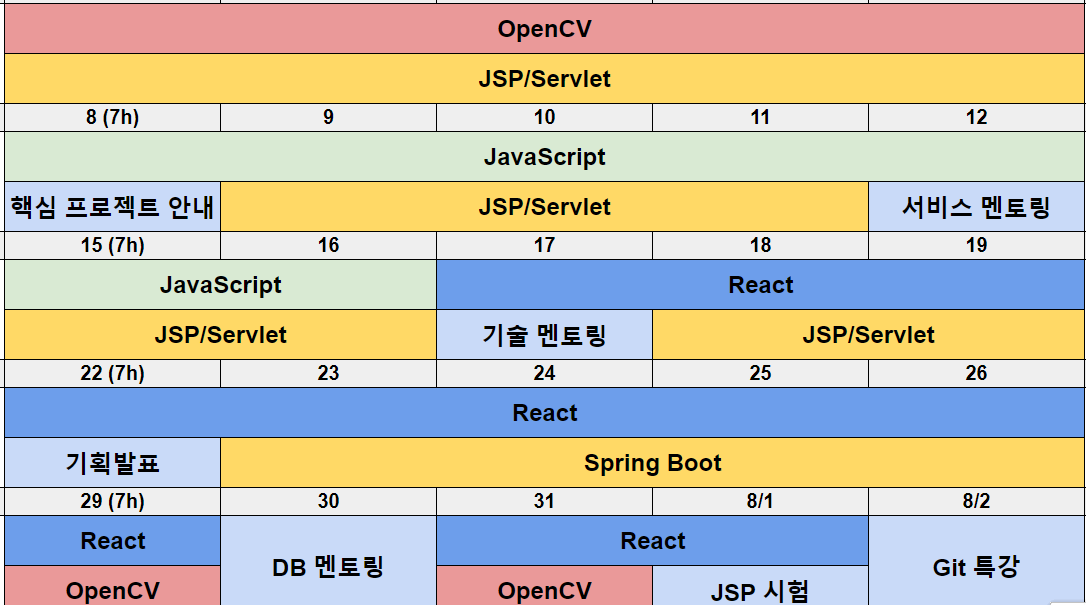 OpenCV
JSP/Servlet
8 (7h) 9 10 11 12
JavaScript
핵심 프로젝트 안내 JSP/Servlet 서비스 멘토링
15 (7h) 16 17 18 19
JavaScript React
JSP/Servlet 기술 멘토링 JSP/Servlet
22 (7h) 23 24 25 26
React
기획발표 Spring Boot
29 (7h) 30 31 8/1 8/2
React DB 멘토링 React Git 특강
OpenCV OpenCV JSP 시험